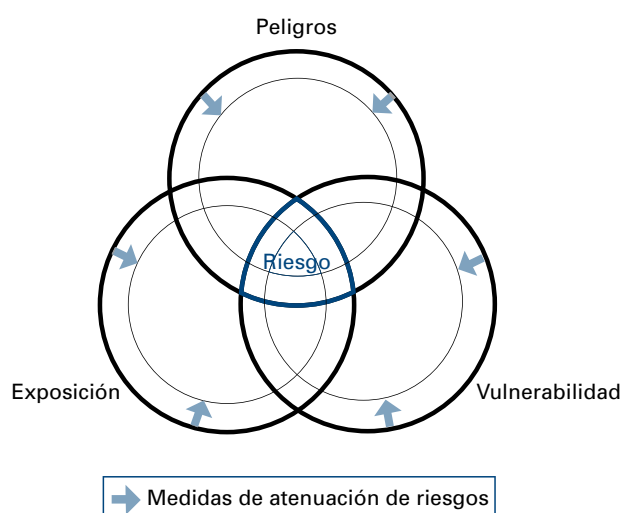 Peligros
Riesgo
Exposición
Vulnerabilidad
Medidas de atenuación de riesgos